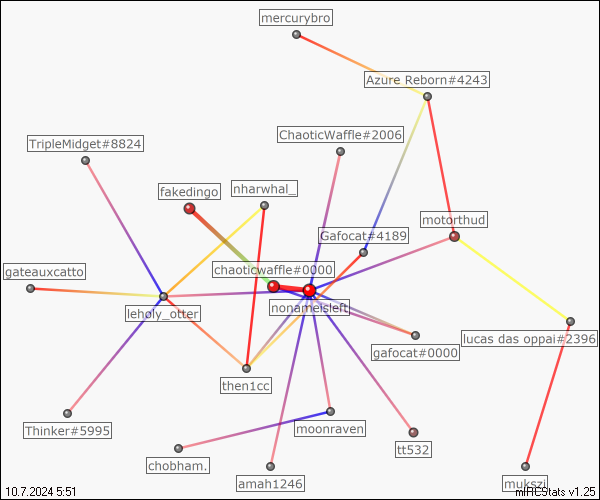 mercurybro
Azure Reborn#4243
ChaoticWaffle#2006
TripleMidget#8824
fakedingo
nharwhal_
motorthud
Gafocat#4189
chaoticwaffle#0000
gateauxcatto
nonameisleft
leholy_otter
lucas das oppai#2396
gafocat#0000
then1cc
Thinker#5995
moonraven
tt532
chobham.
amah1246
mukszi
10.7.2024 5:51
mIRCStats v1.25